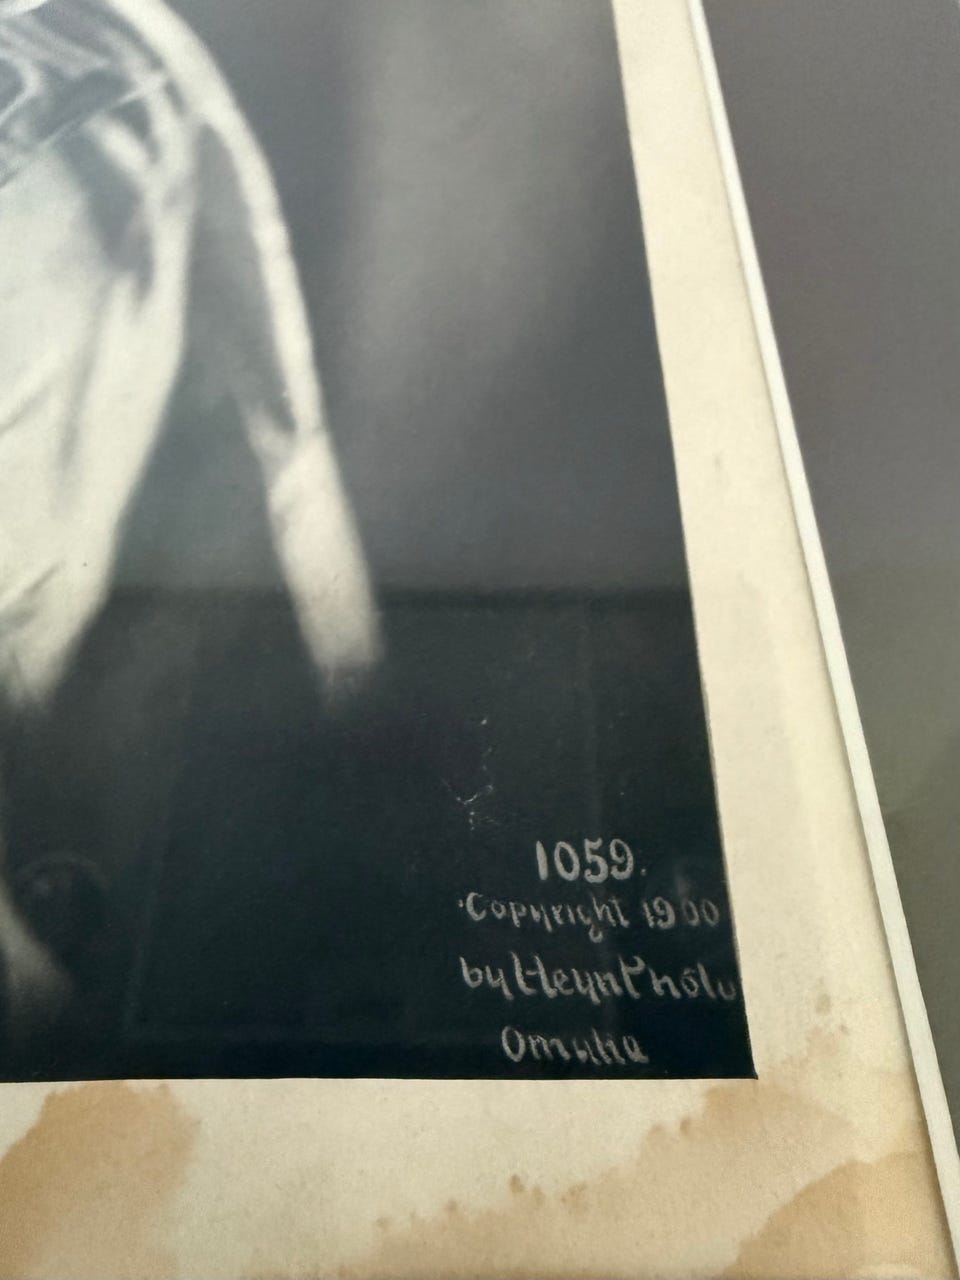 1059.
Copyright 1900
by Heyn Photo
Omaha